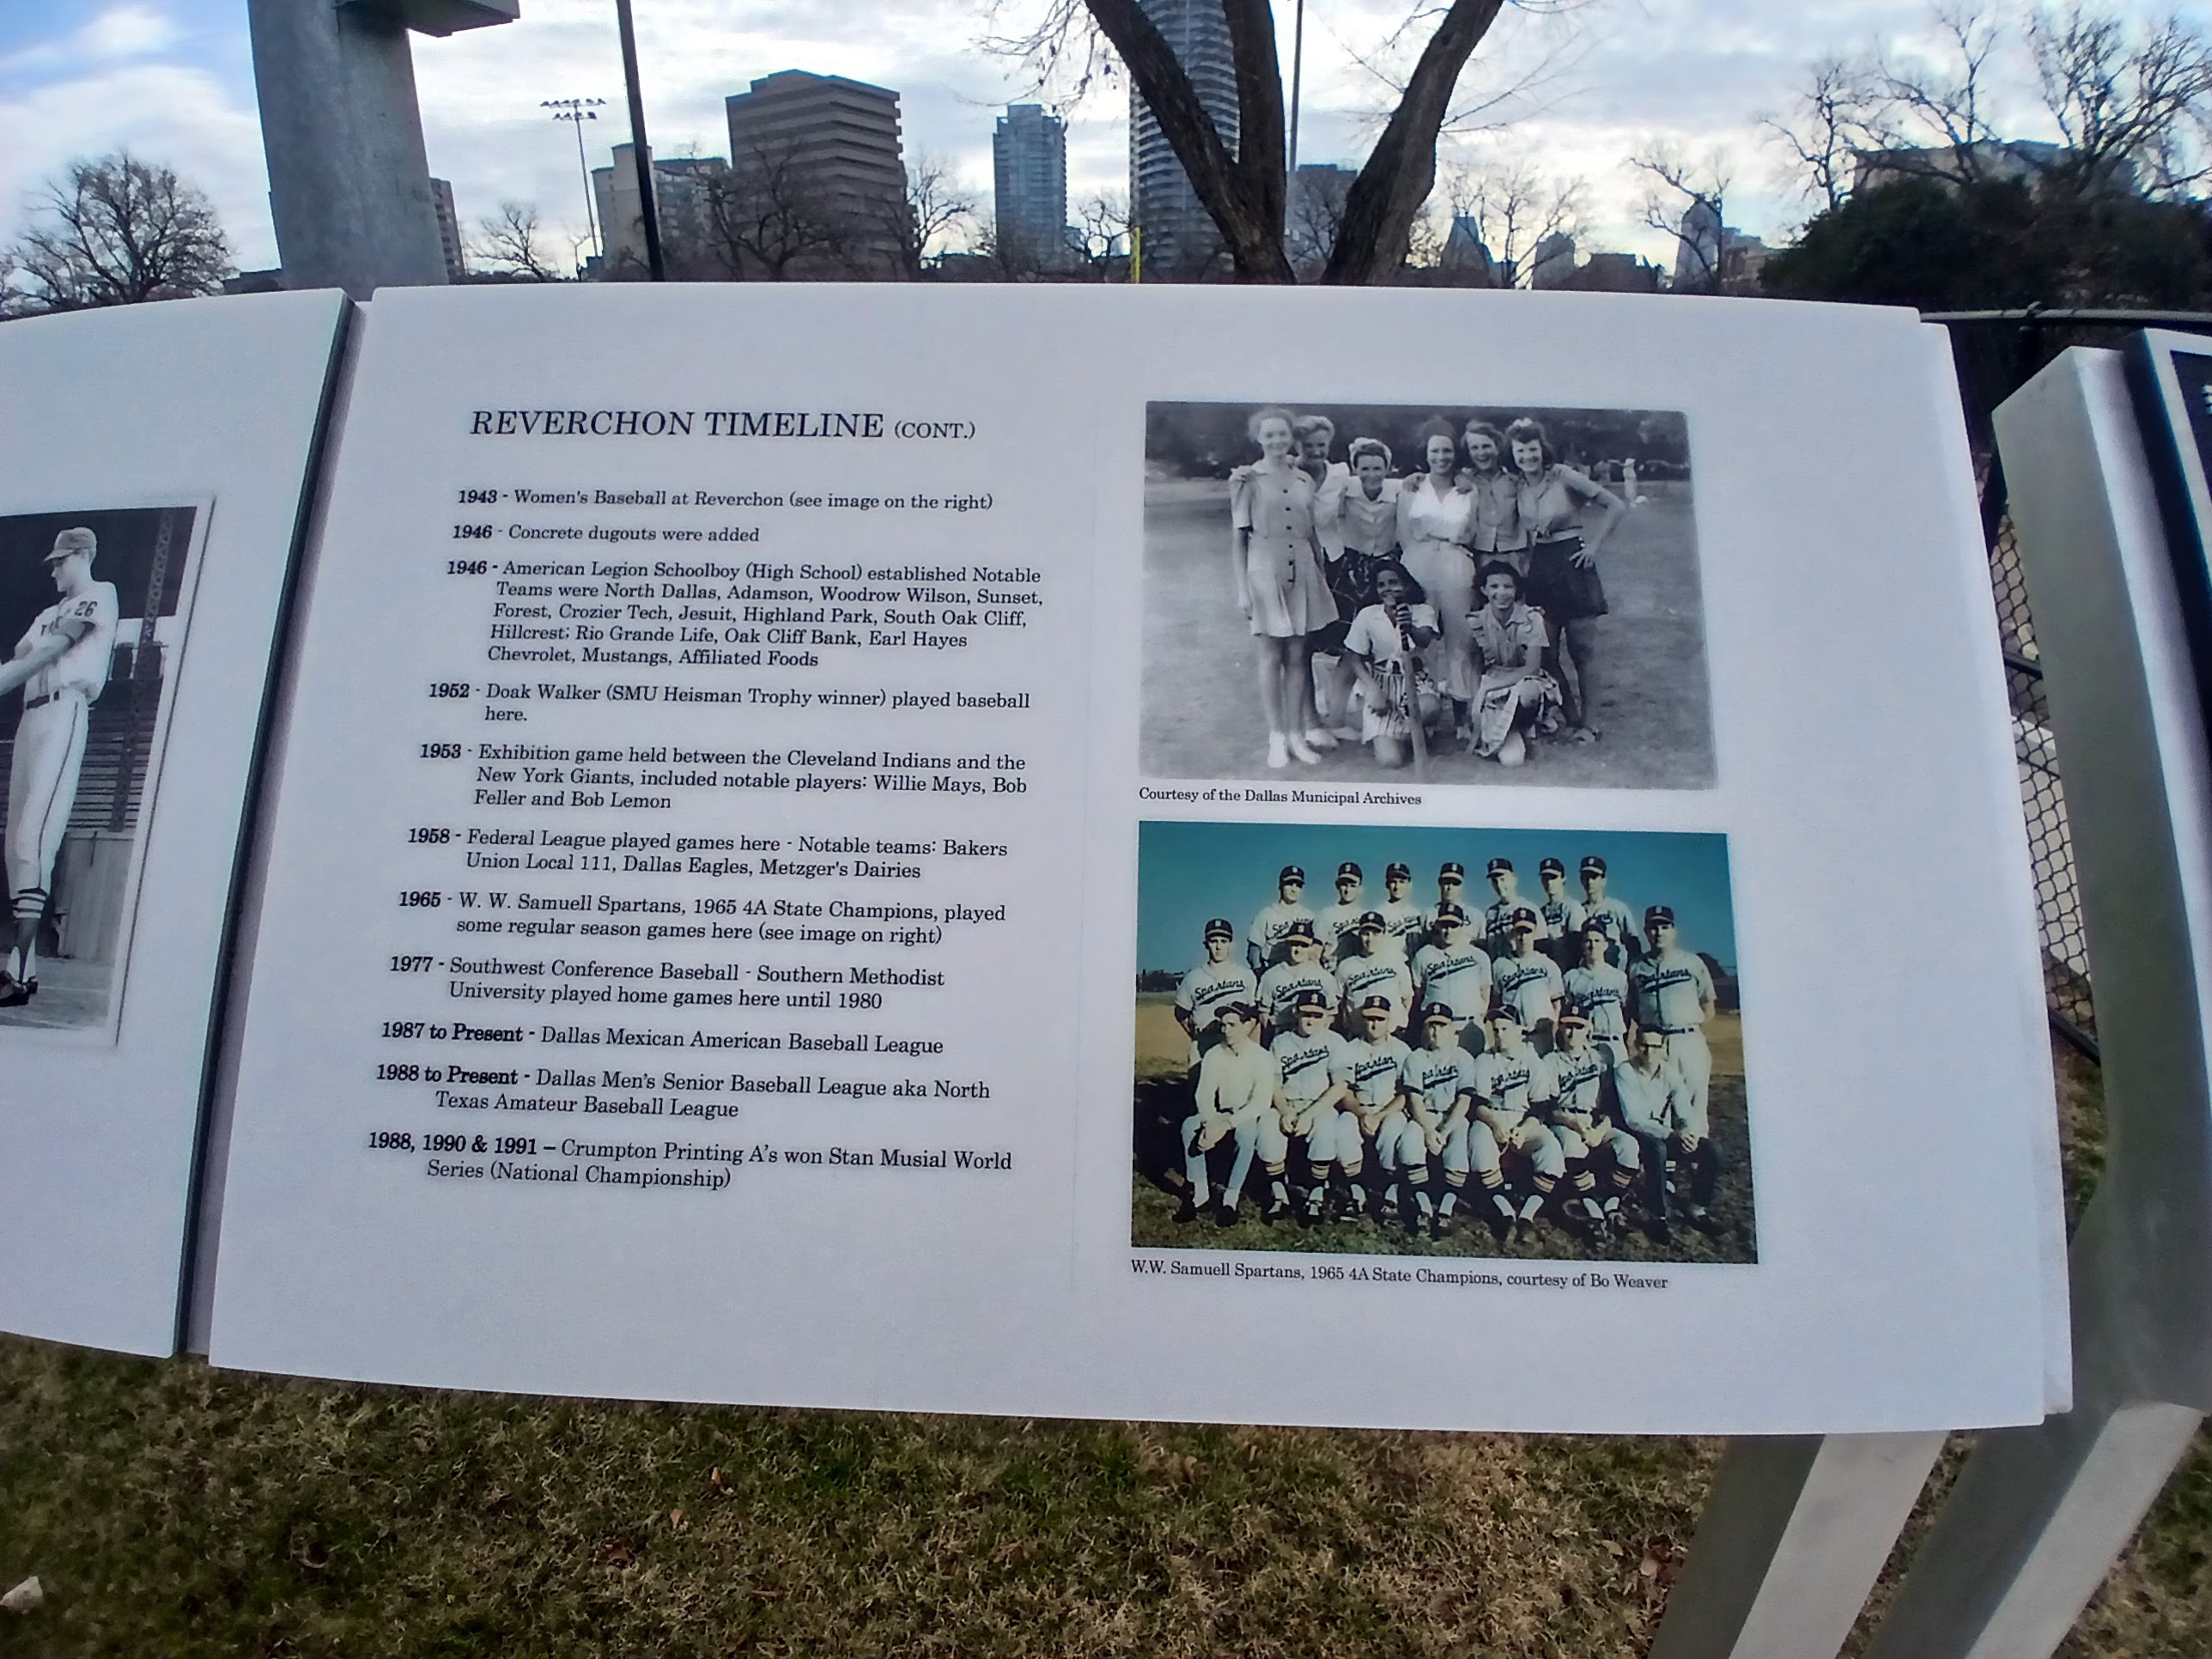 REVERCHON TIMELINE (CONT.)
1943 - Women's Baseball at Reverchon (see image on the right)
1946 - Concrete dugouts were added
1946 - American Legion Schoolboy (High School) established Notable
Teams were North Dallas, Adamson, Woodrow Wilson, Sunset,
Forest, Crozier Tech, Jesuit, Highland Park, South Oak Cliff,
Hillcrest; Rio Grande Life, Oak Cliff Bank, Earl Hayes
Chevrolet, Mustangs, Affiliated Foods
1952 - Doak Walker (SMU Heisman Trophy winner) played baseball
here.
1953 - Exhibition game held between the Cleveland Indians and the
New York Giants, included notable players: Willie Mays, Bob
Feller and Bob Lemon
1958 - Federal League played games here - Notable teams: Bakers
Union Local 111, Dallas Eagles, Metzger's Dairies
1965 - W. W. Samuell Spartans, 1965 4A State Champions, played
some regular season games here (see image on right)
1977 - Southwest Conference Baseball - Southern Methodist
University played home games here until 1980
1987 to Present - Dallas Mexican American Baseball League
1988 to Present - Dallas Men's Senior Baseball League aka North
Texas Amateur Baseball League
1988, 1990 & 1991 – Crumpton Printing A's won Stan Musial World
Series (National Championship)
Courtesy of the Dallas Municipal Archives
Spartans
Spartans
Spartans
Spartans
Spartans
Spartans
Spartans
Spartans
W.W. Samuell Spartans, 1965 4A State Champions, courtesy of Bo Weaver
26